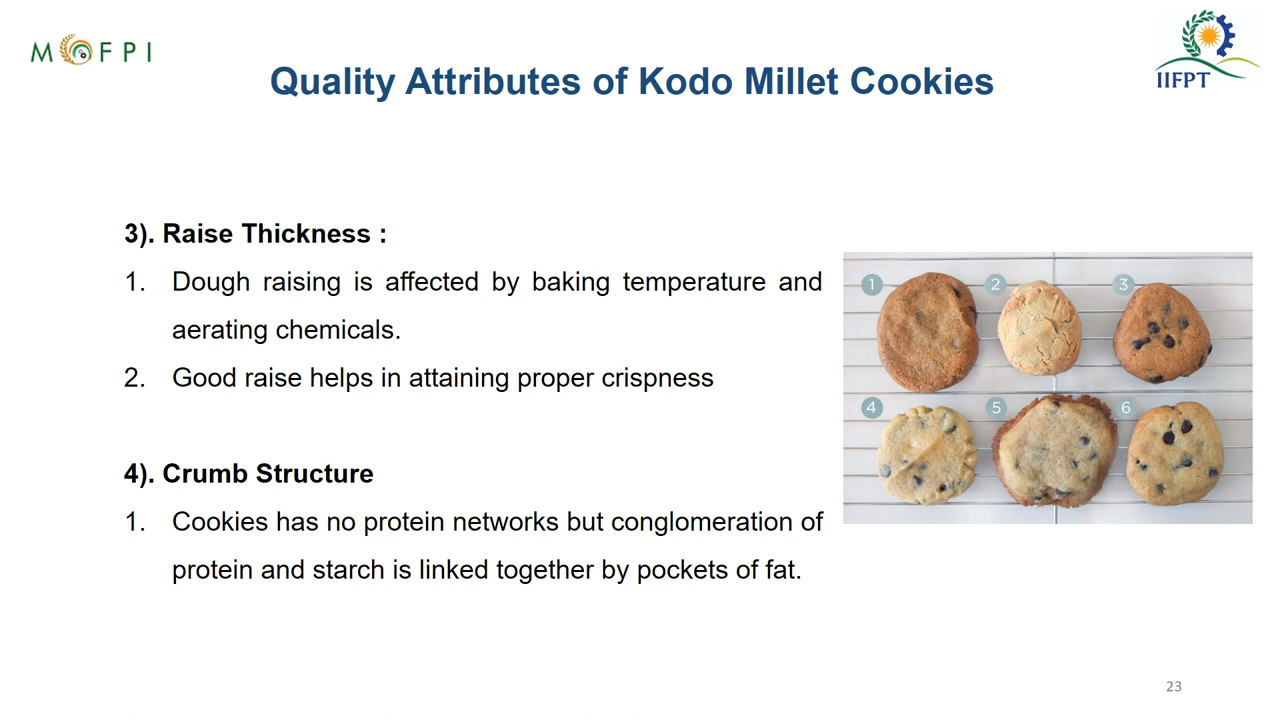 MOFPI
IIFPT
Quality Attributes of Kodo Millet Cookies
3). Raise Thickness :
1. Dough raising is affected by baking temperature and
aerating chemicals.
2. Good raise helps in attaining proper crispness
4). Crumb Structure
1. Cookies has no protein networks but conglomeration of
protein and starch is linked together by pockets of fat.
1
2
3
4
5
6
23